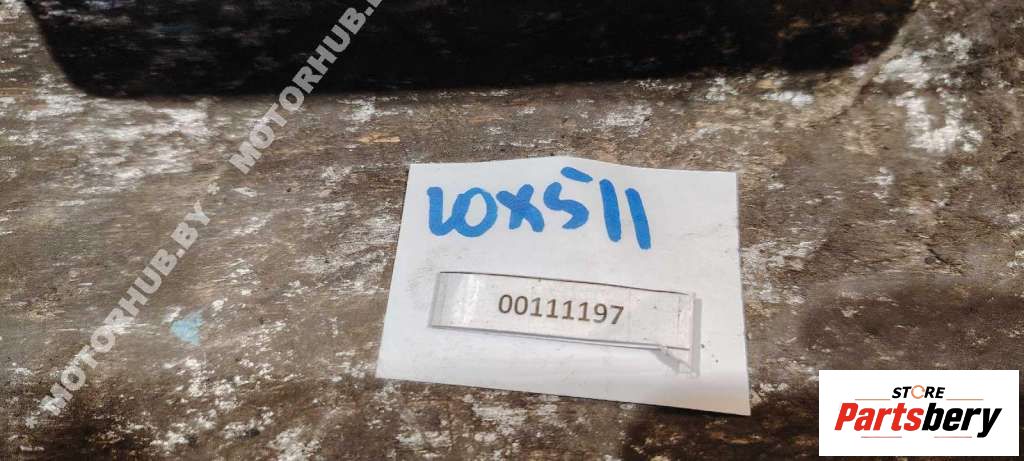 MOTORHUB.BY - MOTORHUB.BY
10x511
00111197
STORE
Partsbery